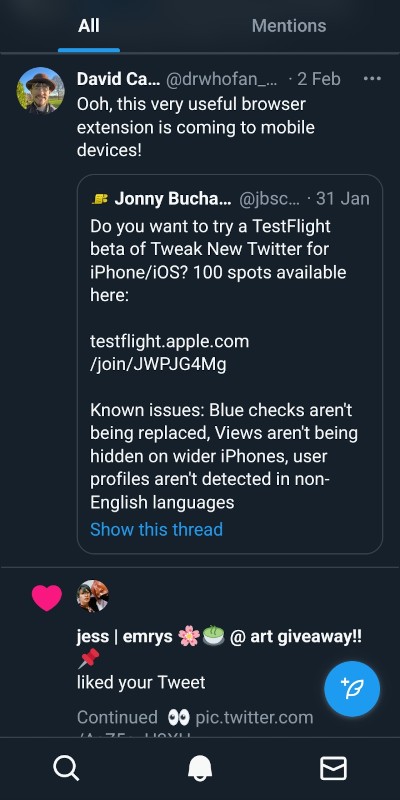 All Mentions
David Ca... @drwhofan_... · 2 Feb
Ooh, this very useful browser
extension is coming to mobile
devices!
Jonny Bucha... @jbsc... · 31 Jan
Do you want to try a TestFlight
beta of Tweak New Twitter for
iPhone/iOS? 100 spots available
here:
testflight.apple.com
/join/JWPJG4Mg
Known issues: Blue checks aren't
being replaced, Views aren't being
hidden on wider iPhones, user
profiles aren't detected in non-
English languages
Show this thread
jess | emrys 🌸🍵 @ art giveaway!!
📌
liked your Tweet
Continued 👀 pic.twitter.com